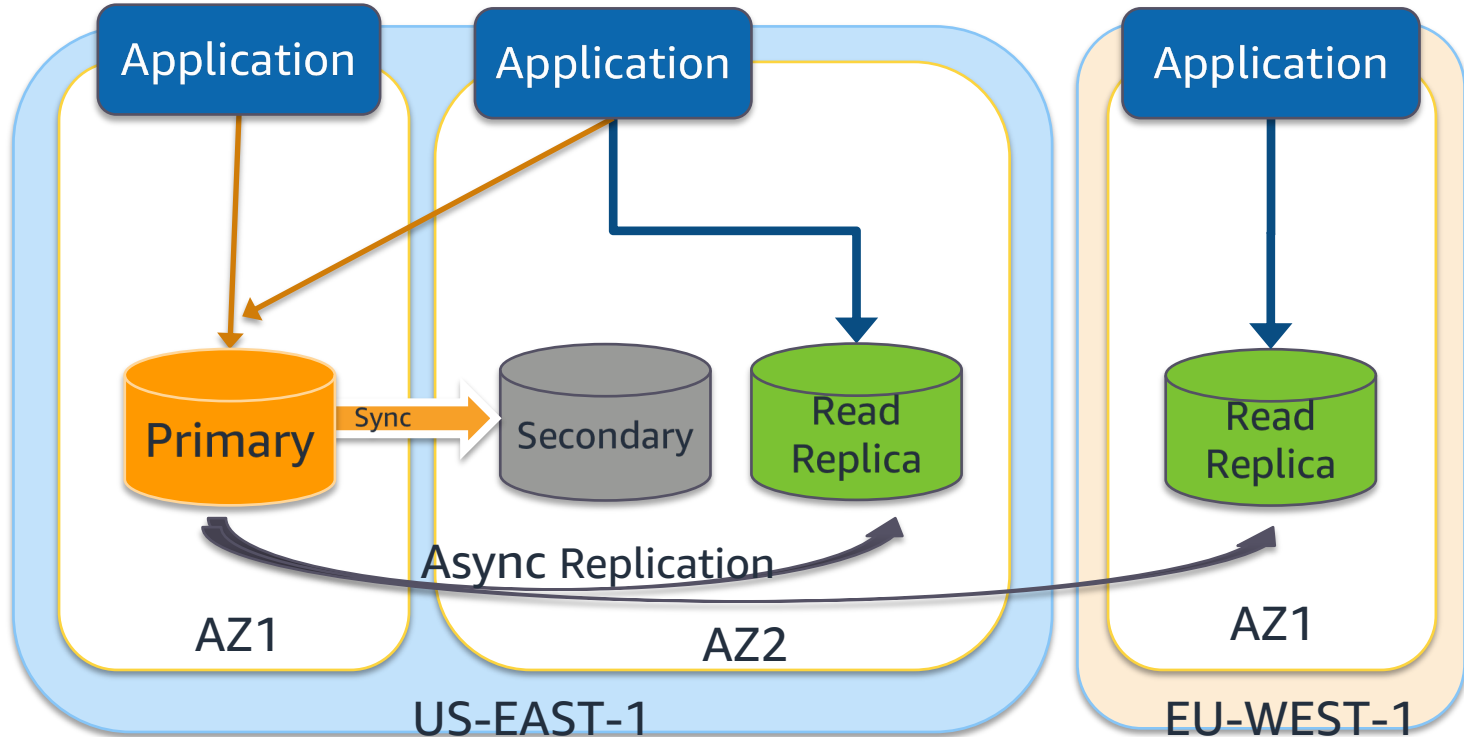 Application
Application
Application
Primary
Sync
Secondary
Read
Replica
Read
Replica
Async Replication
AZ1
AZ2
AZ1
US-EAST-1
EU-WEST-1